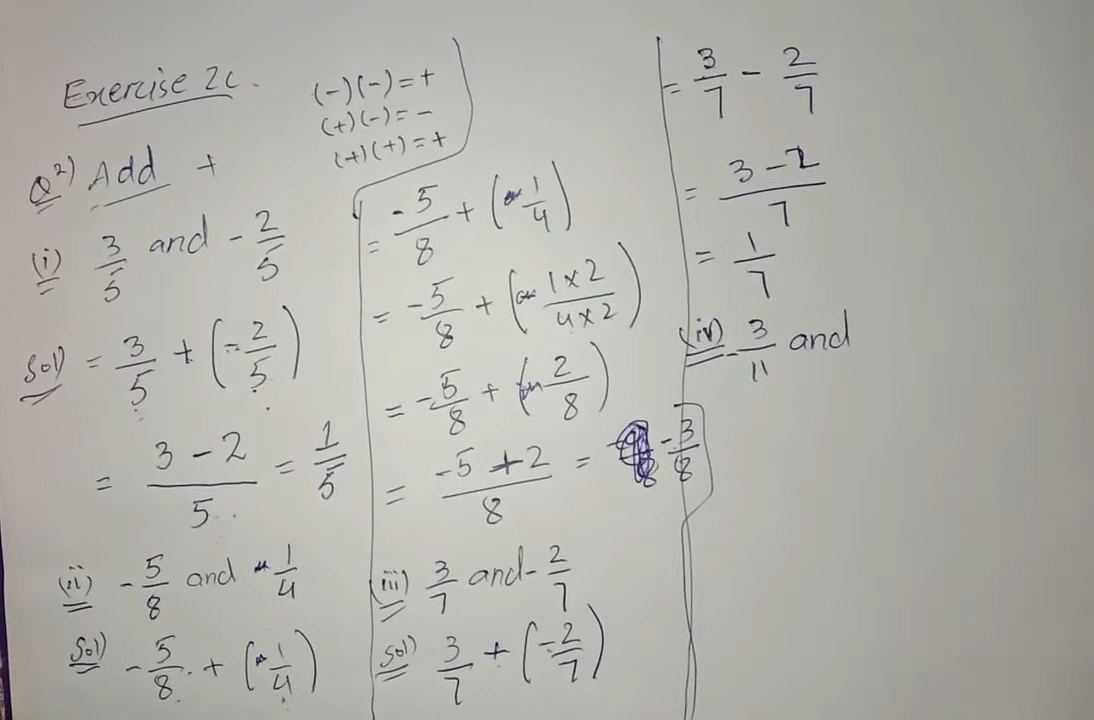 Exercise 2c.
(-)(-) = +
(+)(-) = -
(+)(+) = +
Q2) Add +
(i) 3/5 and - 2/5
Sol) = 3/5 + (- 2/5)
= (3 - 2)/5 = 1/5
(ii) - 5/8 and 1/4
Sol) - 5/8 + (1/4)
= -5/8 + (1/4)
= -5/8 + ((1 x 2)/(4 x 2))
= -5/8 + (2/8)
= (-5 + 2)/8 = - 3/8
(iii) 3/7 and - 2/7
Sol) 3/7 + (- 2/7)
= 3/7 - 2/7
= (3 - 2)/7
= 1/7
(iv) - 3/11 and